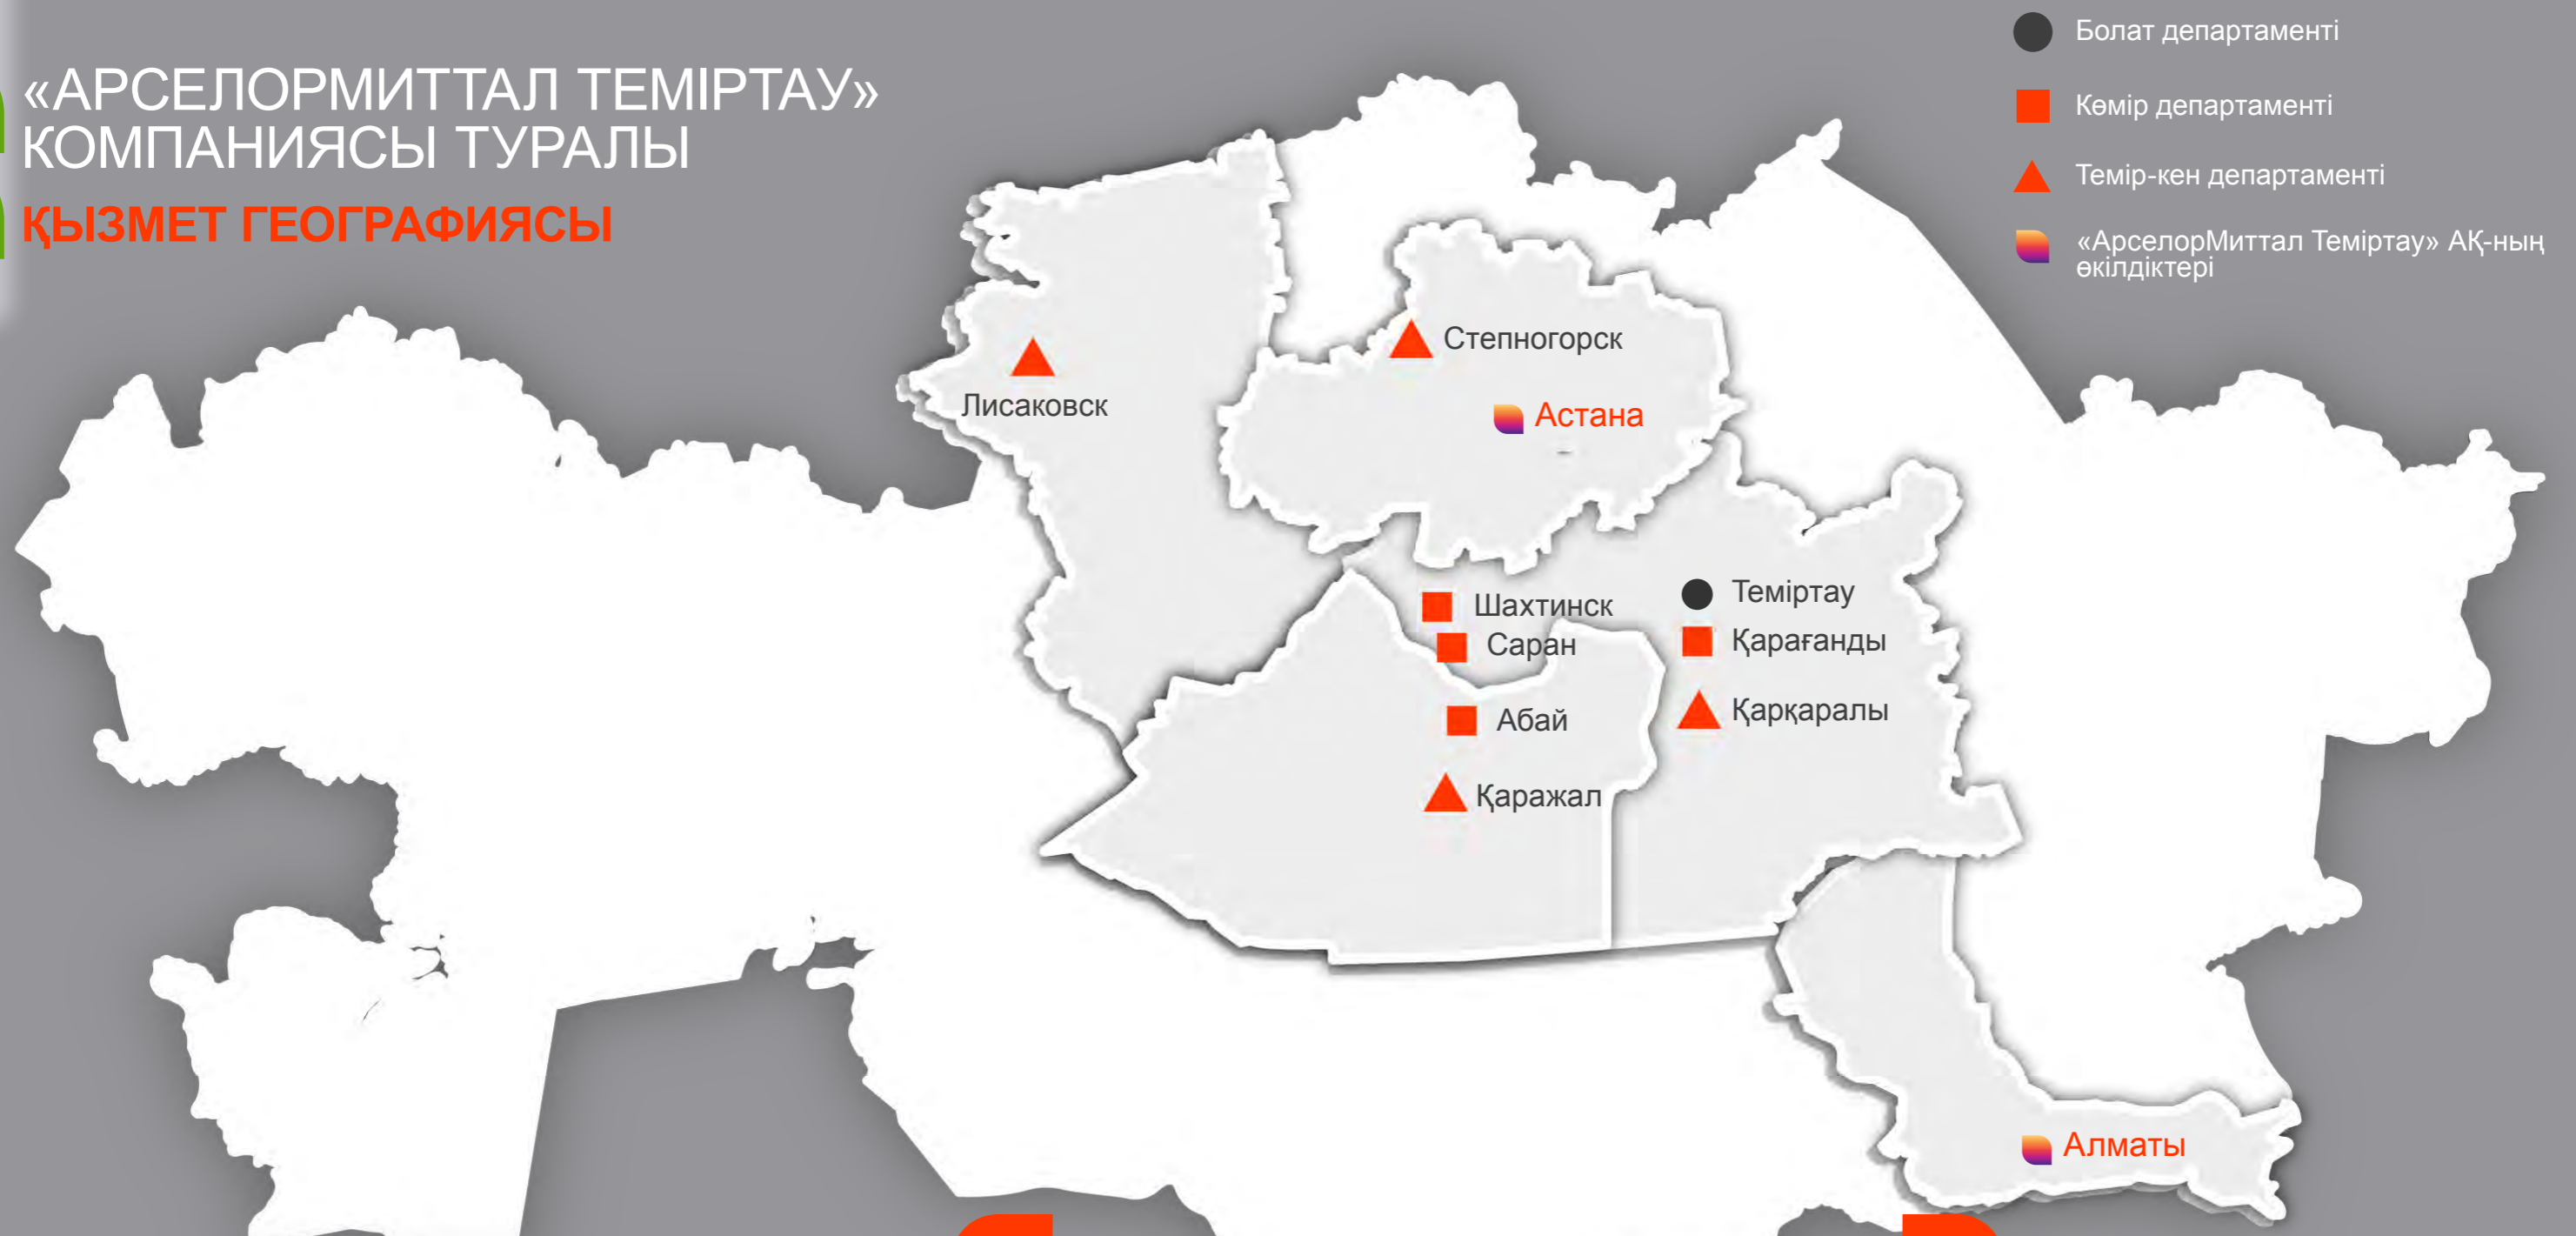 «АРСЕЛОРМИТТАЛ ТЕМІРТАУ»
КОМПАНИЯСЫ ТУРАЛЫ
ҚЫЗМЕТ ГЕОГРАФИЯСЫ
Болат департаменті
Көмір департаменті
Темір-кен департаменті
«АрселорМиттал Теміртау» АҚ-ның
өкілдіктері
Лисаковск
Степногорск
Астана
Шахтинск
Саран
Абай
Қаражал
Теміртау
Қарағанды
Қарқаралы
Алматы